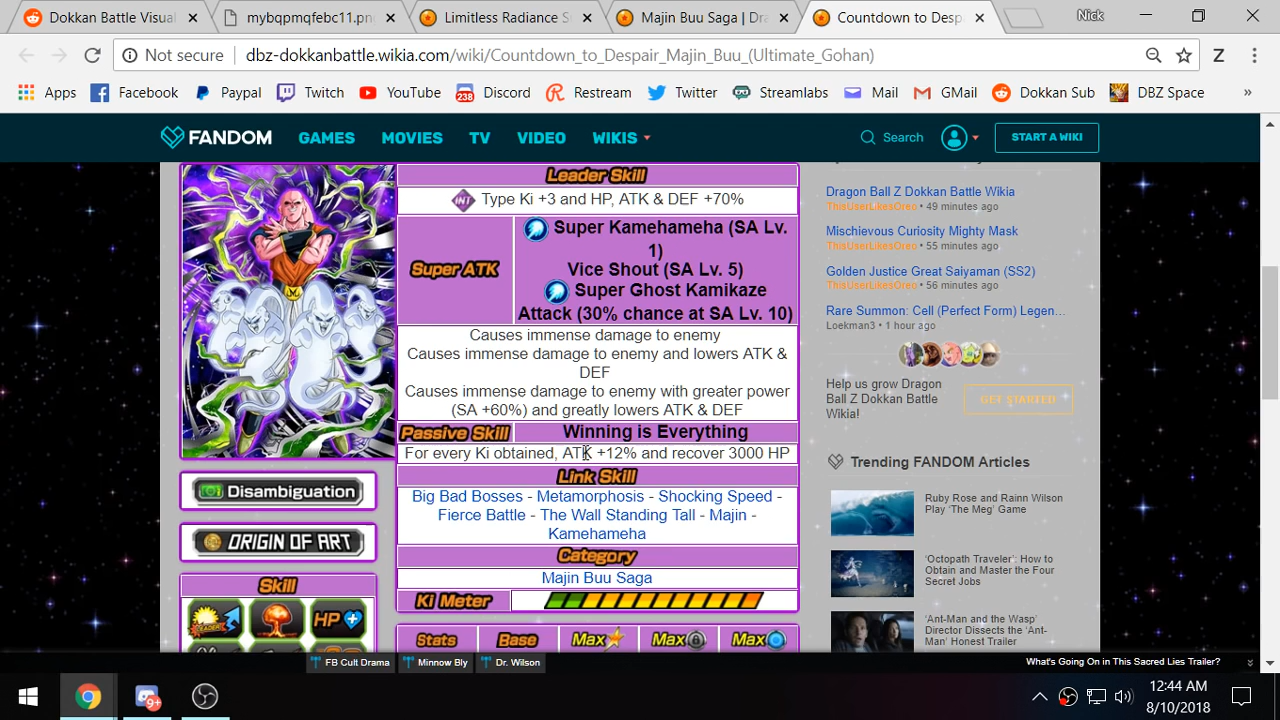 Dokkan Battle Visual
mybqpmqfebc11.pn
Limitless Radiance S
Majin Buu Saga | Dra
Countdown to Desp
Nick
Not secure
dbz-dokkanbattle.wikia.com/wiki/Countdown_to_Despair_Majin_Buu_(Ultimate_Gohan)
Z
Apps
Facebook
Paypal
Twitch
YouTube
238
Discord
Restream
Twitter
Streamlabs
Mail
GMail
Dokkan Sub
DBZ Space
»
FANDOM
GAMES
MOVIES
TV
VIDEO
WIKIS
Search
START A WIKI
Leader Skill
INT Type Ki +3 and HP, ATK & DEF +70%
Super ATK
Super Kamehameha (SA Lv.
1)
Vice Shout (SA Lv. 5)
Super Ghost Kamikaze
Attack (30% chance at SA Lv. 10)
Causes immense damage to enemy
Causes immense damage to enemy and lowers ATK &
DEF
Causes immense damage to enemy with greater power
(SA +60%) and greatly lowers ATK & DEF
Passive Skill
Winning is Everything
For every Ki obtained, ATK +12% and recover 3000 HP
Link Skill
Big Bad Bosses - Metamorphosis - Shocking Speed -
Fierce Battle - The Wall Standing Tall - Majin -
Kamehameha
Category
Majin Buu Saga
Ki Meter
Stats
Base
Max
Max
Max
Disambiguation
ORIGIN OF ART
Skill
LEADER
HP
Dragon Ball Z Dokkan Battle Wikia
ThisUserLikesOreo • 49 minutes ago
Mischievous Curiosity Mighty Mask
ThisUserLikesOreo • 55 minutes ago
Golden Justice Great Saiyaman (SS2)
ThisUserLikesOreo • 56 minutes ago
Rare Summon: Cell (Perfect Form) Legen…
Loekman3 • 1 hour ago
Help us grow Dragon
Ball Z Dokkan Battle
Wikia!
GET STARTED
Trending FANDOM Articles
Ruby Rose and Rainn Wilson
Play 'The Meg' Game
'Octopath Traveler': How to
Obtain and Master the Four
Secret Jobs
'Ant-Man and the Wasp'
Director Dissects the 'Ant-
Man' Honest Trailer
FB Cult Drama
Minnow Bly
Dr. Wilson
What's Going On in This Sacred Lies Trailer?
9+
12:44 AM
8/10/2018